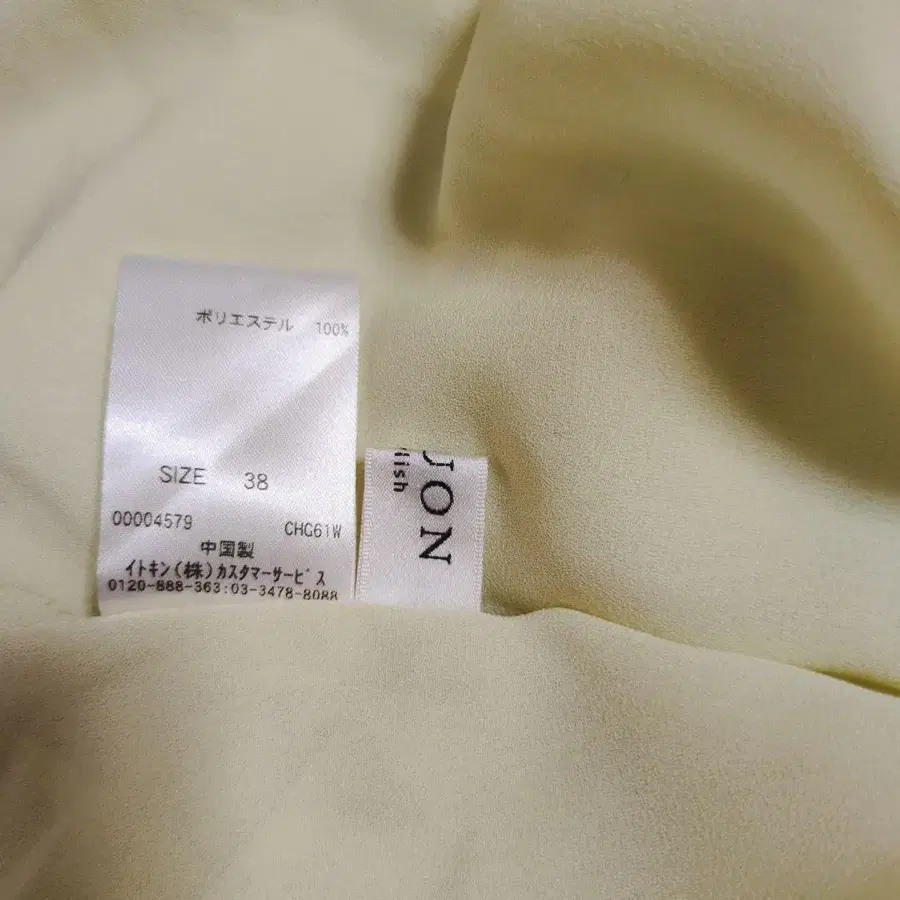 ポリエステル 100%
SIZE 38
00004579 CHG61W
中国製
イトキン(株)カスタマーサービス
0120-888-363:03-3478-8088
JON
lish